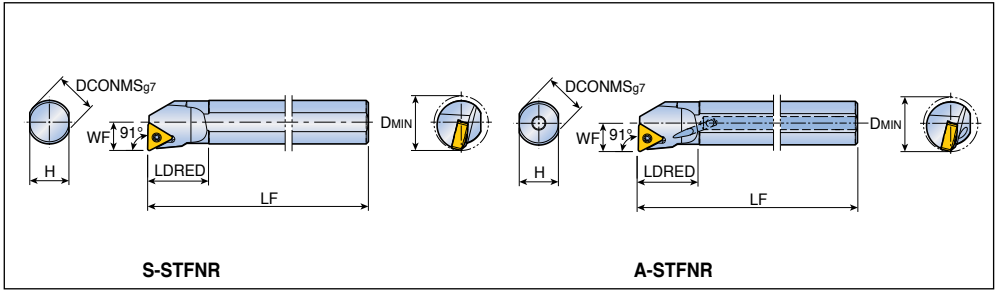 DCONMSg7
WF
91°
H
LDRED
LF
DMIN
S-STFNR
DCONMSg7
WF
91°
H
LDRED
LF
DMIN
A-STFNR